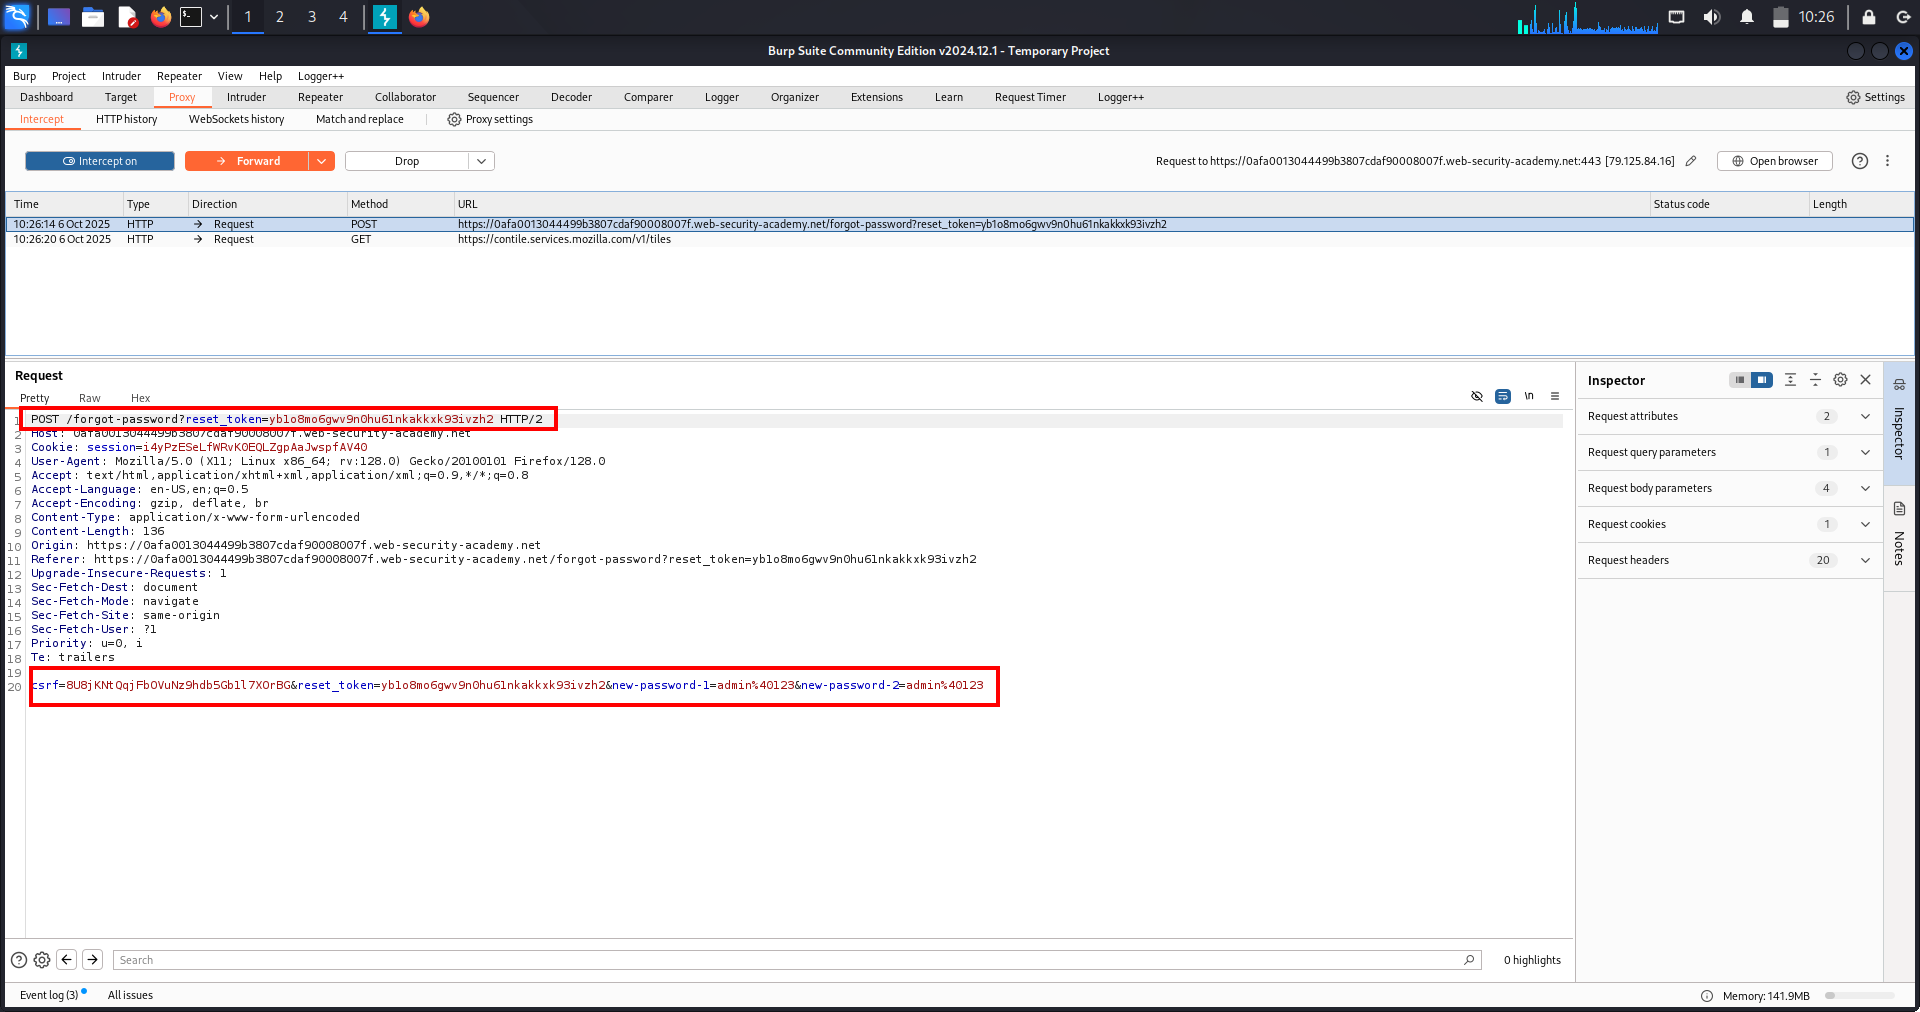 1 2 3 4 10:26
Burp Suite Community Edition v2024.12.1 - Temporary Project
Burp Project Intruder Repeater View Help Logger++
Dashboard Target Proxy Intruder Repeater Collaborator Sequencer Decoder Comparer Logger Organizer Extensions Learn Request Timer Logger++ Settings
Intercept HTTP history WebSockets history Match and replace Proxy settings
Intercept on Forward Drop Request to https://0afa0013044499b3807cdaf90008007f.web-security-academy.net:443 [79.125.84.16] Open browser
Time Type Direction Method URL Status code Length
10:26:14 6 Oct 2025 HTTP → Request POST https://0afa0013044499b3807cdaf90008007f.web-security-academy.net/forgot-password?reset_token=yb1o8mo6gwv9n0hu61nkakkxk93ivzh2
10:26:20 6 Oct 2025 HTTP → Request GET https://contile.services.mozilla.com/v1/tiles
Request
Pretty Raw Hex \n
1 POST /forgot-password?reset_token=yb1o8mo6gwv9n0hu61nkakkxk93ivzh2 HTTP/2
2 Host: 0afa0013044499b3807cdaf90008007f.web-security-academy.net
3 Cookie: session=i4yPzESeLfWRvK0EQLZgpAaJwspfAV40
4 User-Agent: Mozilla/5.0 (X11; Linux x86_64; rv:128.0) Gecko/20100101 Firefox/128.0
5 Accept: text/html,application/xhtml+xml,application/xml;q=0.9,*/*;q=0.8
6 Accept-Language: en-US,en;q=0.5
7 Accept-Encoding: gzip, deflate, br
8 Content-Type: application/x-www-form-urlencoded
9 Content-Length: 136
10 Origin: https://0afa0013044499b3807cdaf90008007f.web-security-academy.net
11 Referer: https://0afa0013044499b3807cdaf90008007f.web-security-academy.net/forgot-password?reset_token=yb1o8mo6gwv9n0hu61nkakkxk93ivzh2
12 Upgrade-Insecure-Requests: 1
13 Sec-Fetch-Dest: document
14 Sec-Fetch-Mode: navigate
15 Sec-Fetch-Site: same-origin
16 Sec-Fetch-User: ?1
17 Priority: u=0, i
18 Te: trailers
19
20 csrf=8U8jKNtQqjFbOVuNz9hdb5Gb1l7XOrBG&reset_token=yb1o8mo6gwv9n0hu61nkakkxk93ivzh2&new-password-1=admin%40123&new-password-2=admin%40123
Inspector
Request attributes 2
Request query parameters 1
Request body parameters 4
Request cookies 1
Request headers 20
Inspector
Notes
Search 0 highlights
Event log (3) All issues Memory: 141.9MB